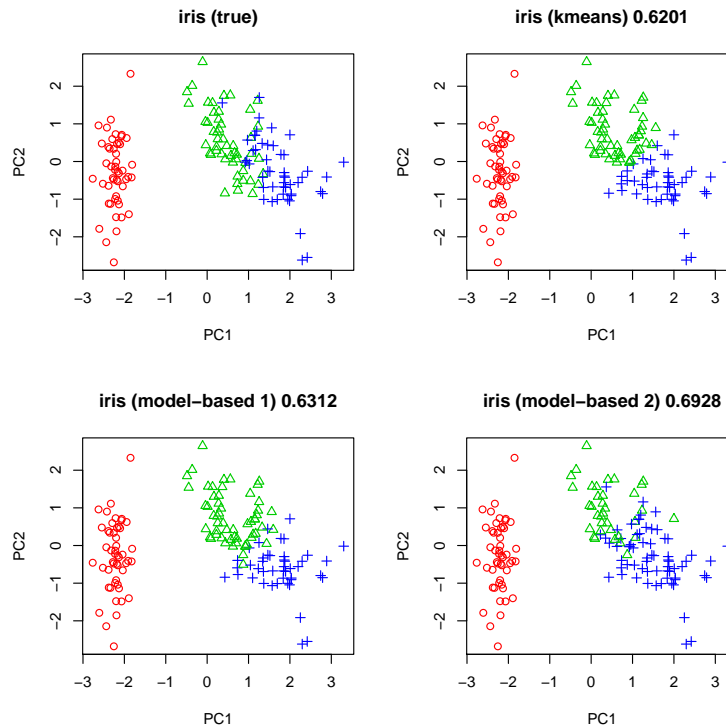 iris (true)
PC2
−2 −1 0 1 2
−3 −2 −1 0 1 2 3
PC1
iris (kmeans) 0.6201
PC2
−2 −1 0 1 2
−3 −2 −1 0 1 2 3
PC1
iris (model−based 1) 0.6312
PC2
−2 −1 0 1 2
−3 −2 −1 0 1 2 3
PC1
iris (model−based 2) 0.6928
PC2
−2 −1 0 1 2
−3 −2 −1 0 1 2 3
PC1